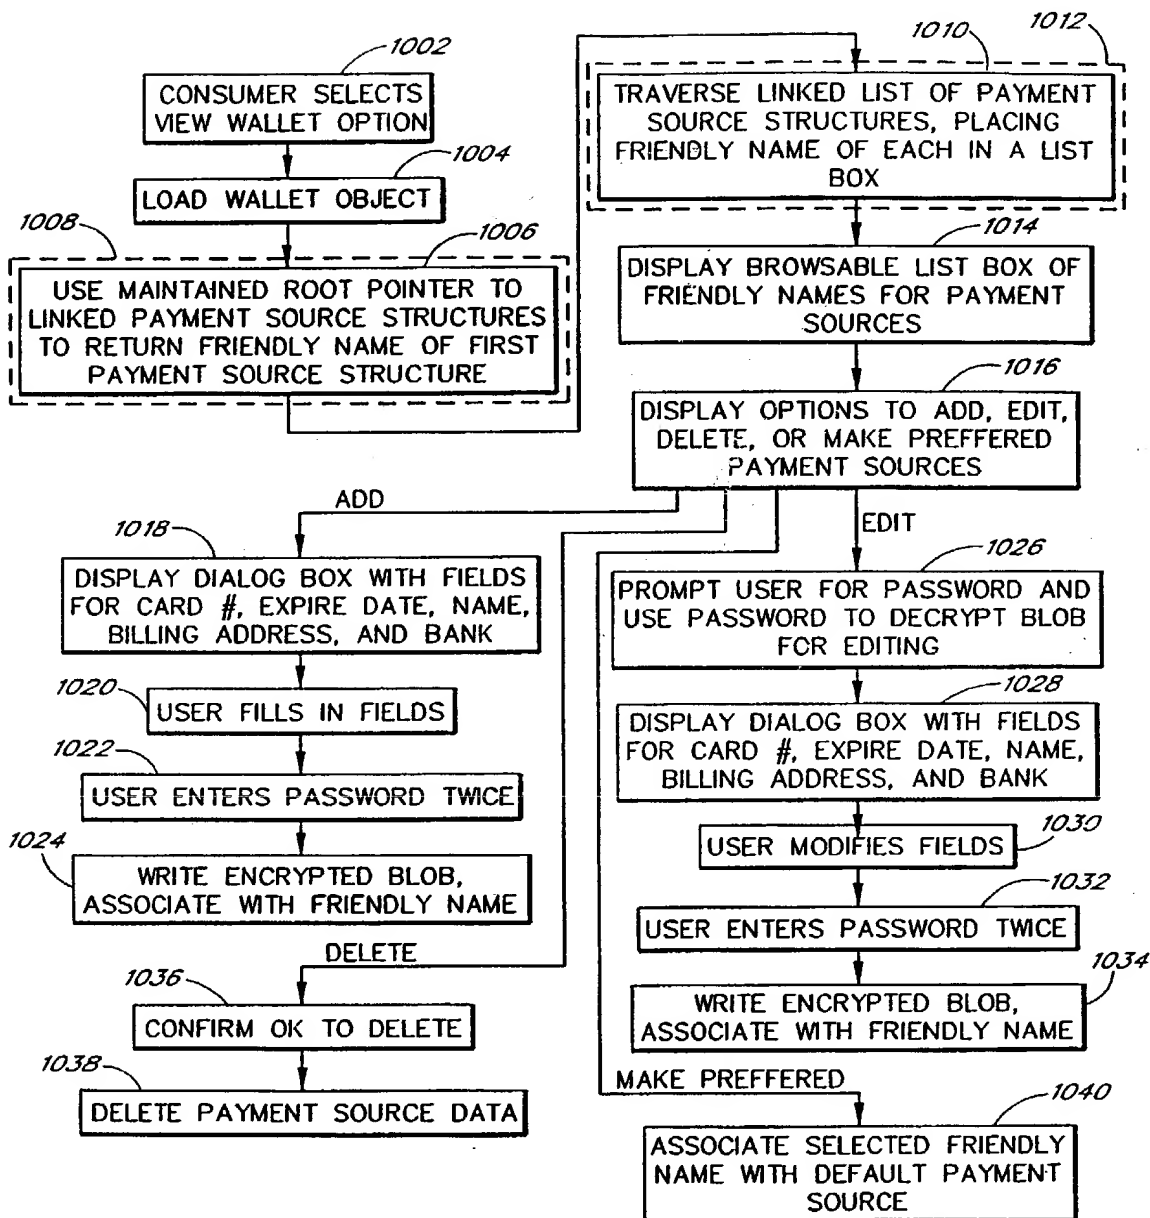 1002
CONSUMER SELECTS
VIEW WALLET OPTION
1004
LOAD WALLET OBJECT
1008
1006
USE MAINTAINED ROOT POINTER TO
LINKED PAYMENT SOURCE STRUCTURES
TO RETURN FRIENDLY NAME OF FIRST
PAYMENT SOURCE STRUCTURE
1010
1012
TRAVERSE LINKED LIST OF PAYMENT
SOURCE STRUCTURES, PLACING
FRIENDLY NAME OF EACH IN A LIST
BOX
1014
DISPLAY BROWSABLE LIST BOX OF
FRIENDLY NAMES FOR PAYMENT
SOURCES
1016
DISPLAY OPTIONS TO ADD, EDIT,
DELETE, OR MAKE PREFFERED
PAYMENT SOURCES
ADD
1018
DISPLAY DIALOG BOX WITH FIELDS
FOR CARD #, EXPIRE DATE, NAME,
BILLING ADDRESS, AND BANK
1020
USER FILLS IN FIELDS
1022
USER ENTERS PASSWORD TWICE
1024
WRITE ENCRYPTED BLOB,
ASSOCIATE WITH FRIENDLY NAME
DELETE
1036
CONFIRM OK TO DELETE
1038
DELETE PAYMENT SOURCE DATA
EDIT
1026
PROMPT USER FOR PASSWORD AND
USE PASSWORD TO DECRYPT BLOB
FOR EDITING
1028
DISPLAY DIALOG BOX WITH FIELDS
FOR CARD #, EXPIRE DATE, NAME,
BILLING ADDRESS, AND BANK
1030
USER MODIFIES FIELDS
1032
USER ENTERS PASSWORD TWICE
1034
WRITE ENCRYPTED BLOB,
ASSOCIATE WITH FRIENDLY NAME
MAKE PREFFERED
1040
ASSOCIATE SELECTED FRIENDLY
NAME WITH DEFAULT PAYMENT
SOURCE